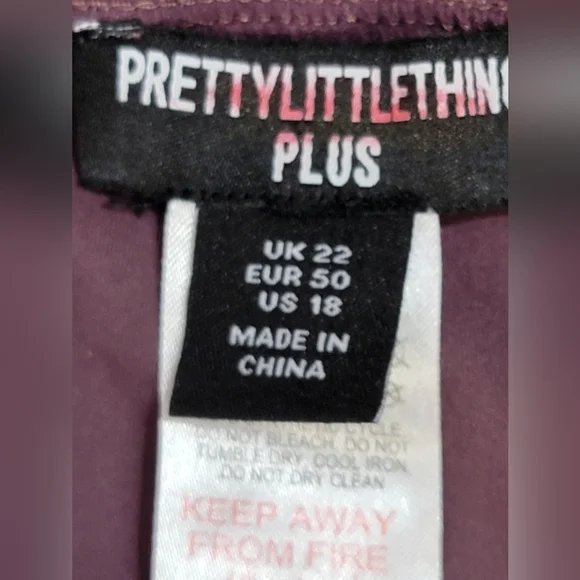 PRETTYLITTLETHING
PLUS
UK 22
EUR 50
US 18
MADE IN
CHINA
DO NOT BLEACH. DO NOT
TUMBLE DRY. COOL IRON.
DO NOT DRY CLEAN
KEEP AWAY
FROM FIRE